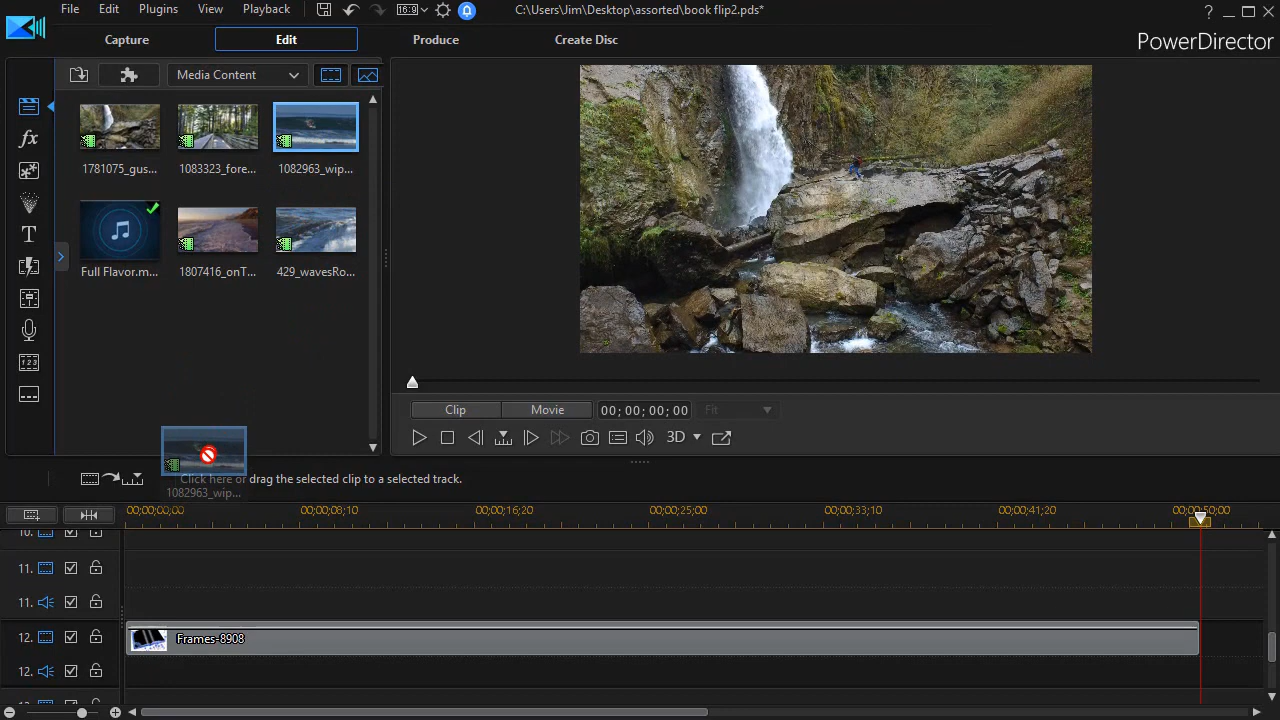 File Edit Plugins View Playback 16:9 C:\Users\Jim\Desktop\assorted\book flip2.pds* ?
Capture Edit Produce Create Disc PowerDirector
Media Content
1781075_gus... 1083323_fore... 1082963_wip...
Full Flavor.m... 1807416_onT... 429_wavesRo...
fx
T
123
Clip Movie 00;00;00;00 Fit
3D
Click here or drag the selected clip to a selected track.
1082963_wip...
00;00;00;00 00;00;08;10 00;00;16;20 00;00;25;00 00;00;33;10 00;00;41;20 00;00;50;00
10.
11.
11.
12. Frames-8908
12.